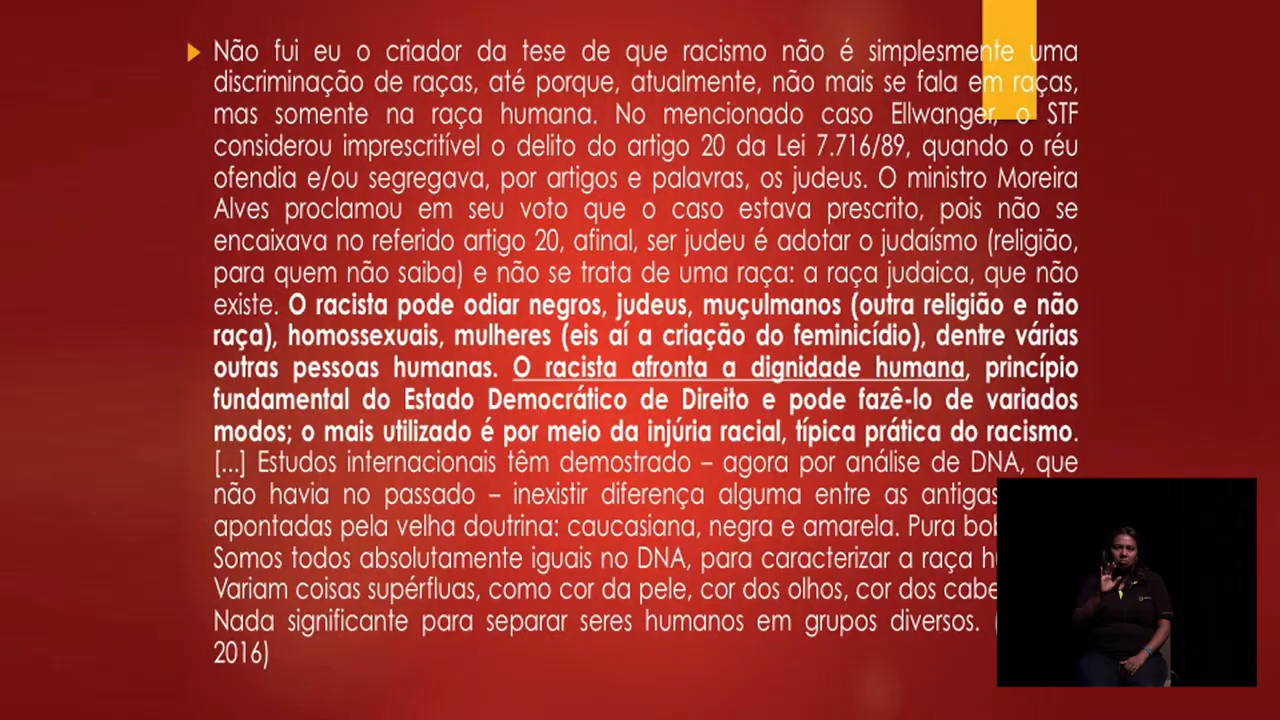 Não fui eu o criador da tese de que racismo não é simplesmente uma
discriminação de raças, até porque, atualmente, não mais se fala em raças,
mas somente na raça humana. No mencionado caso Ellwanger, o STF
considerou imprescritível o delito do artigo 20 da Lei 7.716/89, quando o réu
ofendia e/ou segregava, por artigos e palavras, os judeus. O ministro Moreira
Alves proclamou em seu voto que o caso estava prescrito, pois não se
encaixava no referido artigo 20, afinal, ser judeu é adotar o judaísmo (religião,
para quem não saiba) e não se trata de uma raça: a raça judaica, que não
existe. O racista pode odiar negros, judeus, muçulmanos (outra religião e não
raça), homossexuais, mulheres (eis aí a criação do feminicídio), dentre várias
outras pessoas humanas. O racista afronta a dignidade humana, princípio
fundamental do Estado Democrático de Direito e pode fazê-lo de variados
modos; o mais utilizado é por meio da injúria racial, típica prática do racismo.
[...] Estudos internacionais têm demostrado – agora por análise de DNA, que
não havia no passado – inexistir diferença alguma entre as antigas
apontadas pela velha doutrina: caucasiana, negra e amarela. Pura
Somos todos absolutamente iguais no DNA, para caracterizar a raça
Variam coisas supérfluas, como cor da pele, cor dos olhos, cor dos
Nada significante para separar seres humanos em grupos diversos. (
2016)